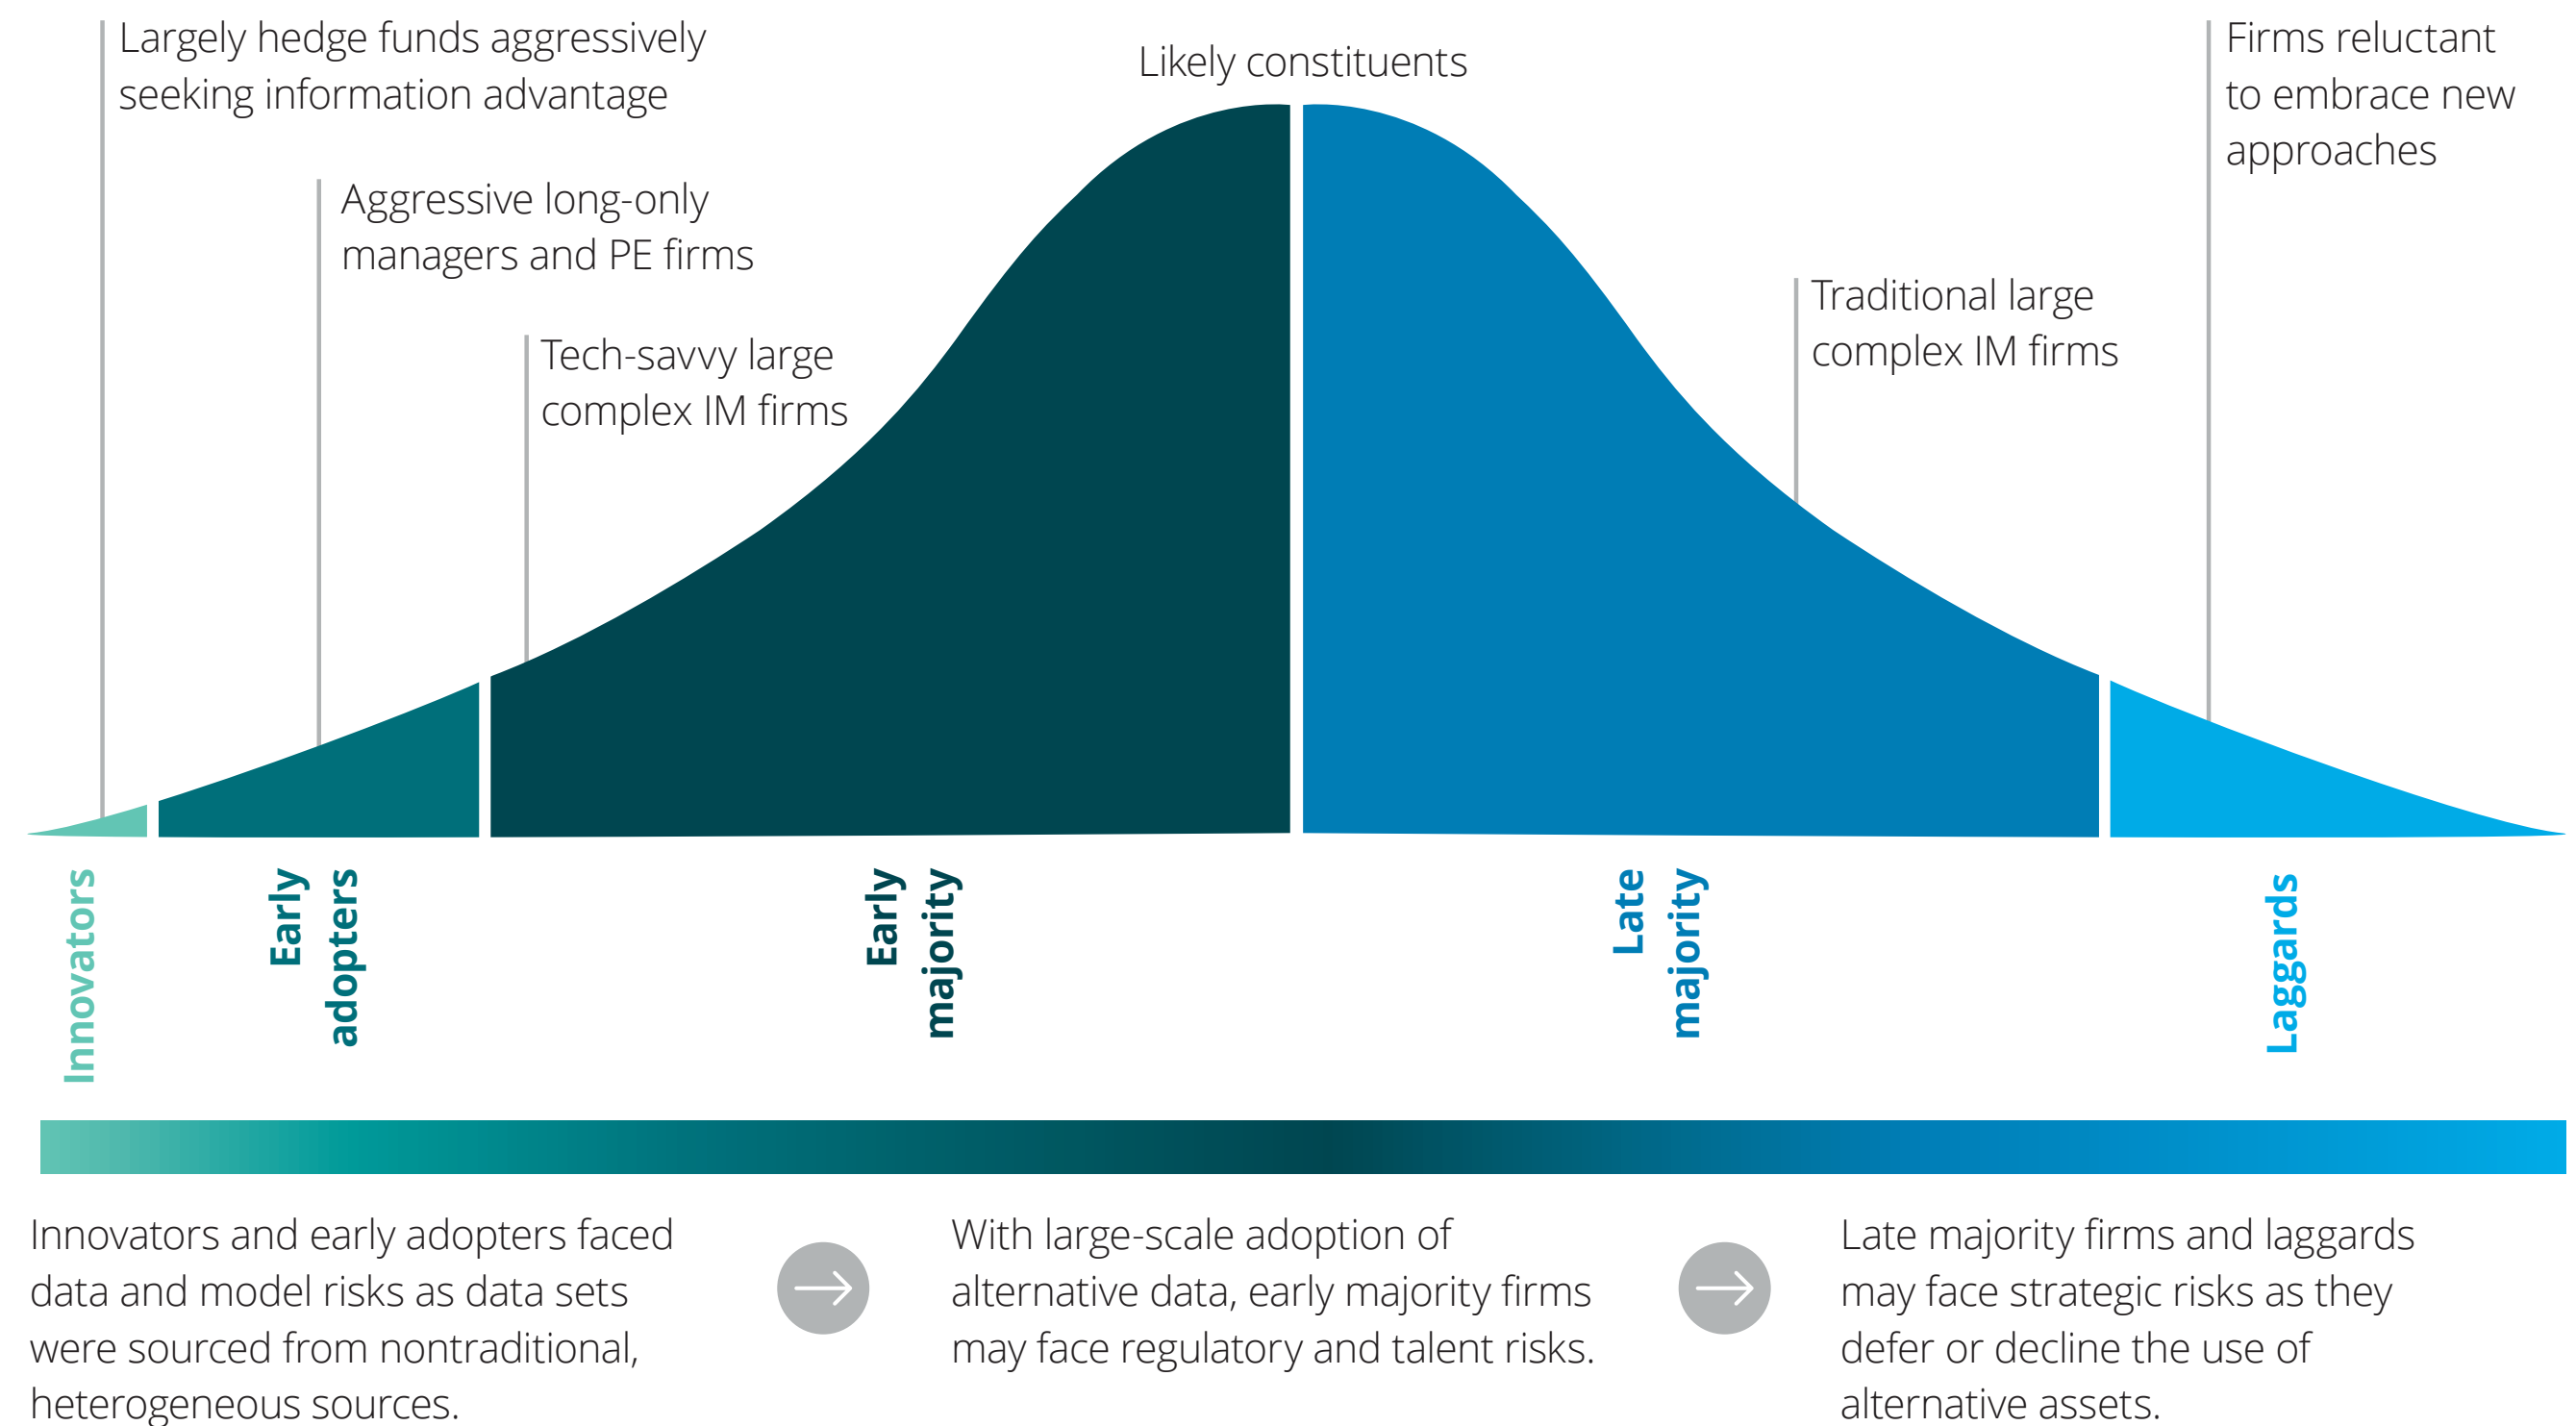 Largely hedge funds aggressively
seeking information advantage
Likely constituents
Firms reluctant
to embrace new
approaches
Aggressive long-only
managers and PE firms
Traditional large
complex IM firms
Tech-savvy large
complex IM firms
Innovators
Early
adopters
Early
majority
Late
majority
Laggards
Innovators and early adopters faced
data and model risks as data sets
were sourced from nontraditional,
heterogeneous sources.
With large-scale adoption of
alternative data, early majority firms
may face regulatory and talent risks.
Late majority firms and laggards
may face strategic risks as they
defer or decline the use of
alternative assets.